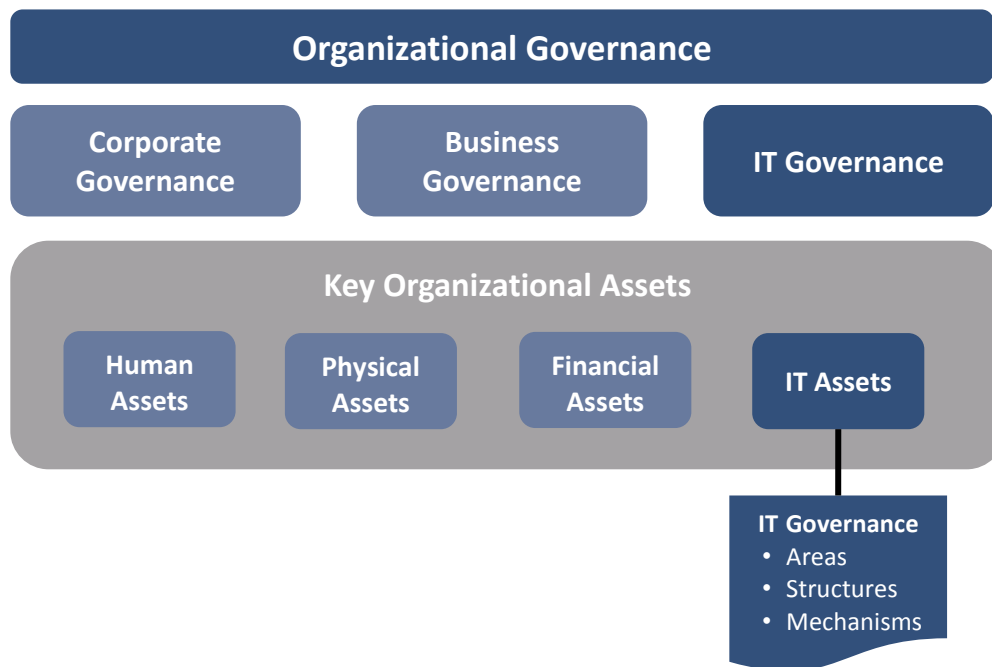 Organizational Governance
Corporate
Governance
Business
Governance
IT Governance
Key Organizational Assets
Human
Assets
Physical
Assets
Financial
Assets
IT Assets
IT Governance
• Areas
• Structures
• Mechanisms